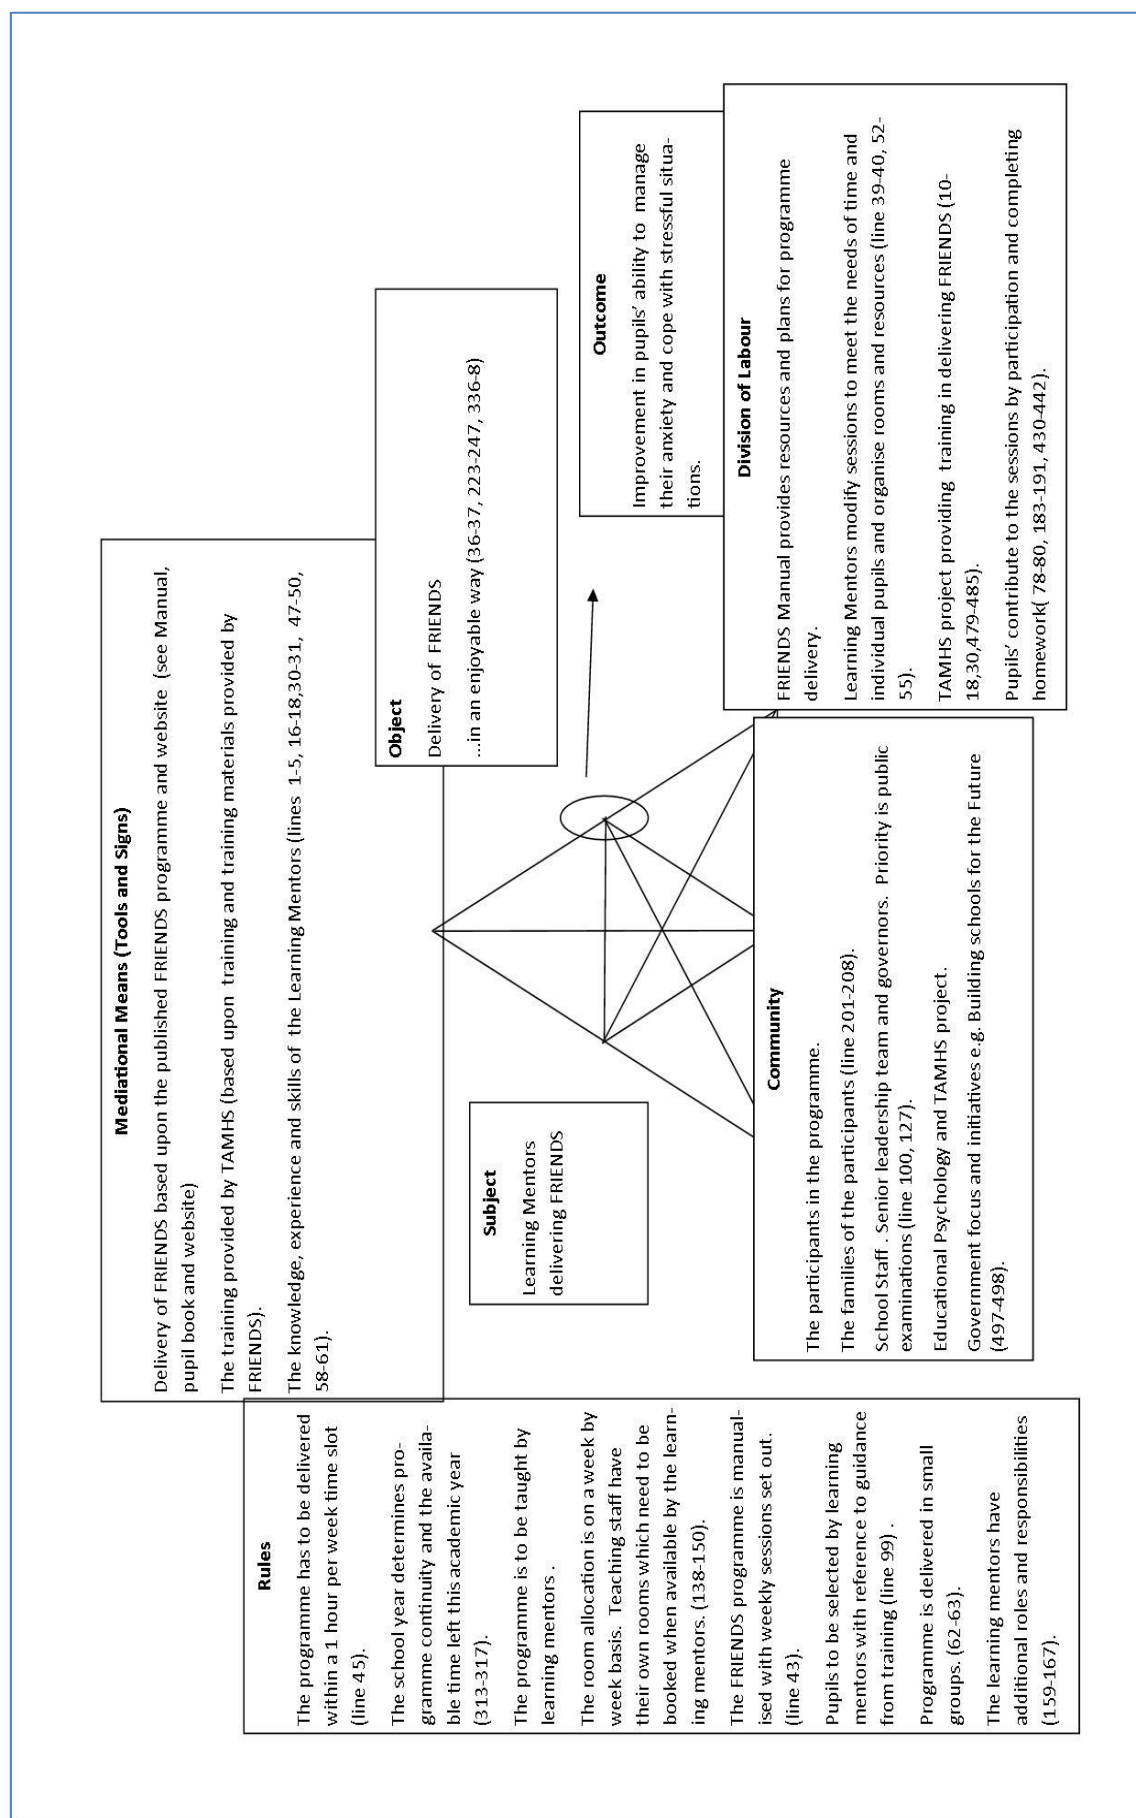 Mediational Means (Tools and Signs)
Delivery of FRIENDS based upon the published FRIENDS programme and website (see Manual,
pupil book and website)
The training provided by TAMHS (based upon training and training materials provided by
FRIENDS).
The knowledge, experience and skills of the Learning Mentors (lines 1-5, 16-18,30-31, 47-50,
58-61).
Rules
The programme has to be delivered
within a 1 hour per week time slot
(line 45).
The school year determines pro-
gramme continuity and the availa-
ble time left this academic year
(313-317).
The programme is to be taught by
learning mentors .
The room allocation is on a week by
week basis. Teaching staff have
their own rooms which need to be
booked when available by the learn-
ing mentors. (138-150).
The FRIENDS programme is manual-
ised with weekly sessions set out.
(line 43).
Pupils to be selected by learning
mentors with reference to guidance
from training (line 99) .
Programme is delivered in small
groups. (62-63).
The learning mentors have
additional roles and responsibilities
(159-167).
Subject
Learning Mentors
delivering FRIENDS
Object
Delivery of FRIENDS
...in an enjoyable way (36-37, 223-247, 336-8)
Outcome
Improvement in pupils' ability to manage
their anxiety and cope with stressful situa-
tions.
Community
The participants in the programme.
The families of the participants (line 201-208).
School Staff . Senior leadership team and governors. Priority is public
examinations (line 100, 127).
Educational Psychology and TAMHS project.
Government focus and initiatives e.g. Building schools for the Future
(497-498).
Division of Labour
FRIENDS Manual provides resources and plans for programme
delivery.
Learning Mentors modify sessions to meet the needs of time and
individual pupils and organise rooms and resources (line 39-40, 52-
55).
TAMHS project providing training in delivering FRIENDS (10-
18,30,479-485).
Pupils' contribute to the sessions by participation and completing
homework( 78-80, 183-191, 430-442).